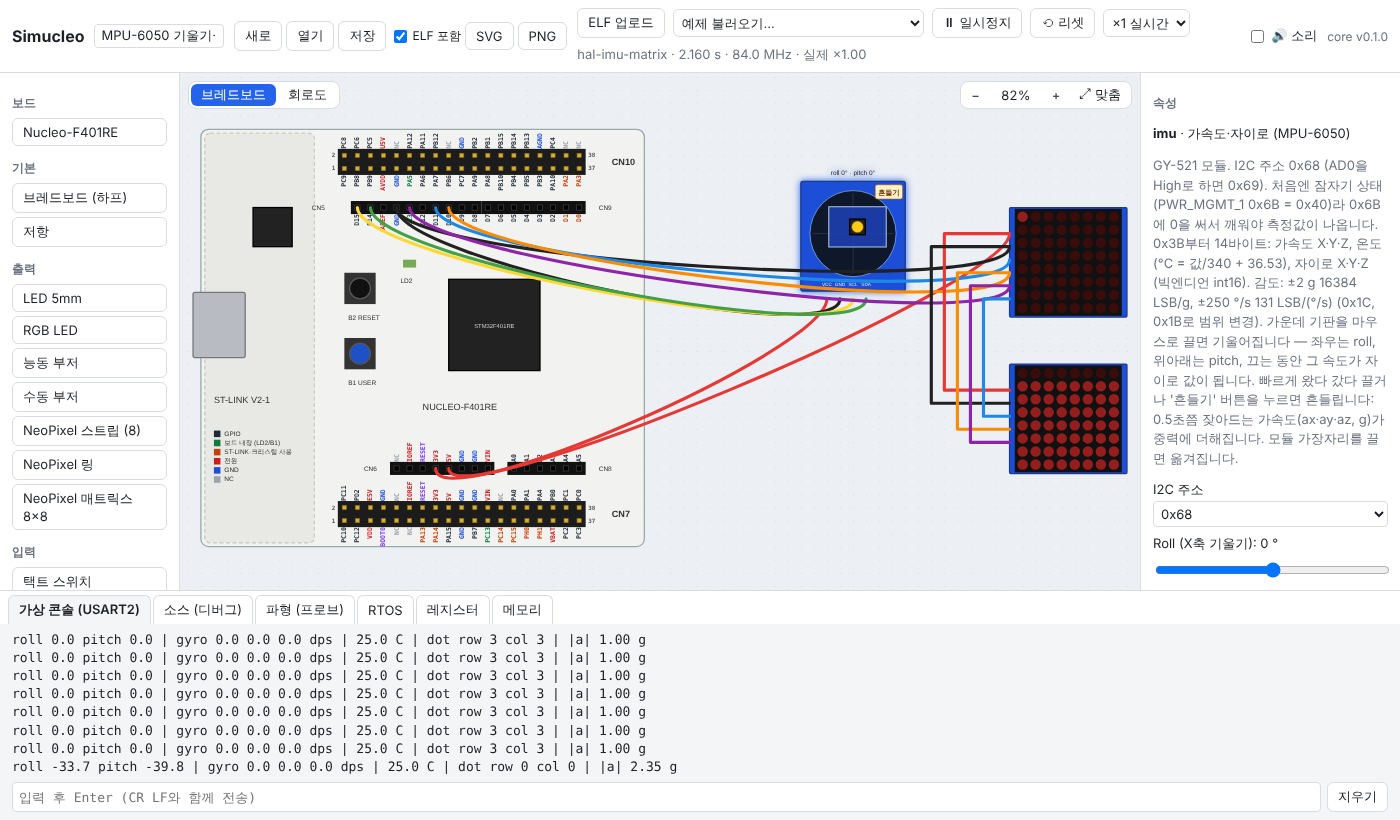 Simucleo
MPU-6050 기울기·
새로
열기
저장
ELF 포함
SVG
PNG
ELF 업로드
예제 불러오기...
⏸ 일시정지
⟲ 리셋
×1 실시간
🔊 소리
core v0.1.0
hal-imu-matrix · 2.160 s · 84.0 MHz · 실제 ×1.00
보드
Nucleo-F401RE
기본
브레드보드 (하프)
저항
출력
LED 5mm
RGB LED
능동 부저
수동 부저
NeoPixel 스트립 (8)
NeoPixel 링
NeoPixel 매트릭스
8×8
입력
택트 스위치
브레드보드
회로도
− 82% +
⤢ 맞춤
CN10
CN5
CN9
LD2
B2 RESET
B1 USER
STM32F401RE
NUCLEO-F401RE
ST-LINK V2-1
GPIO
보드 내장 (LD2/B1)
ST-LINK·크리스털 사용
전원
GND
NC
CN6
CN8
CN7
roll 0° · pitch 0°
흔들기
VCC GND SCL SDA
속성
imu · 가속도·자이로 (MPU-6050)
GY-521 모듈. I2C 주소 0x68 (AD0을
High로 하면 0x69). 처음엔 잠자기 상태
(PWR_MGMT_1 0x6B = 0x40)라 0x6B
에 0을 써서 깨워야 측정값이 나옵니다.
0x3B부터 14바이트: 가속도 X·Y·Z, 온도
(°C = 값/340 + 36.53), 자이로 X·Y·Z
(빅엔디언 int16). 감도: ±2 g 16384
LSB/g, ±250 °/s 131 LSB/(°/s) (0x1C,
0x1B로 범위 변경). 가운데 기판을 마우
스로 끌면 기울어집니다 — 좌우는 roll,
위아래는 pitch, 끄는 동안 그 속도가 자
이로 값이 됩니다. 빠르게 왔다 갔다 끌거
나 '흔들기' 버튼을 누르면 흔들립니다:
0.5초쯤 잦아드는 가속도(ax·ay·az, g)가
중력에 더해집니다. 모듈 가장자리를 끌
면 옮겨집니다.
I2C 주소
0x68
Roll (X축 기울기): 0 °
가상 콘솔 (USART2)
소스 (디버그)
파형 (프로브)
RTOS
레지스터
메모리
roll 0.0 pitch 0.0 | gyro 0.0 0.0 0.0 dps | 25.0 C | dot row 3 col 3 | |a| 1.00 g
roll 0.0 pitch 0.0 | gyro 0.0 0.0 0.0 dps | 25.0 C | dot row 3 col 3 | |a| 1.00 g
roll 0.0 pitch 0.0 | gyro 0.0 0.0 0.0 dps | 25.0 C | dot row 3 col 3 | |a| 1.00 g
roll 0.0 pitch 0.0 | gyro 0.0 0.0 0.0 dps | 25.0 C | dot row 3 col 3 | |a| 1.00 g
roll 0.0 pitch 0.0 | gyro 0.0 0.0 0.0 dps | 25.0 C | dot row 3 col 3 | |a| 1.00 g
roll 0.0 pitch 0.0 | gyro 0.0 0.0 0.0 dps | 25.0 C | dot row 3 col 3 | |a| 1.00 g
roll 0.0 pitch 0.0 | gyro 0.0 0.0 0.0 dps | 25.0 C | dot row 3 col 3 | |a| 1.00 g
roll -33.7 pitch -39.8 | gyro 0.0 0.0 0.0 dps | 25.0 C | dot row 0 col 0 | |a| 2.35 g
입력 후 Enter (CR LF와 함께 전송)
지우기